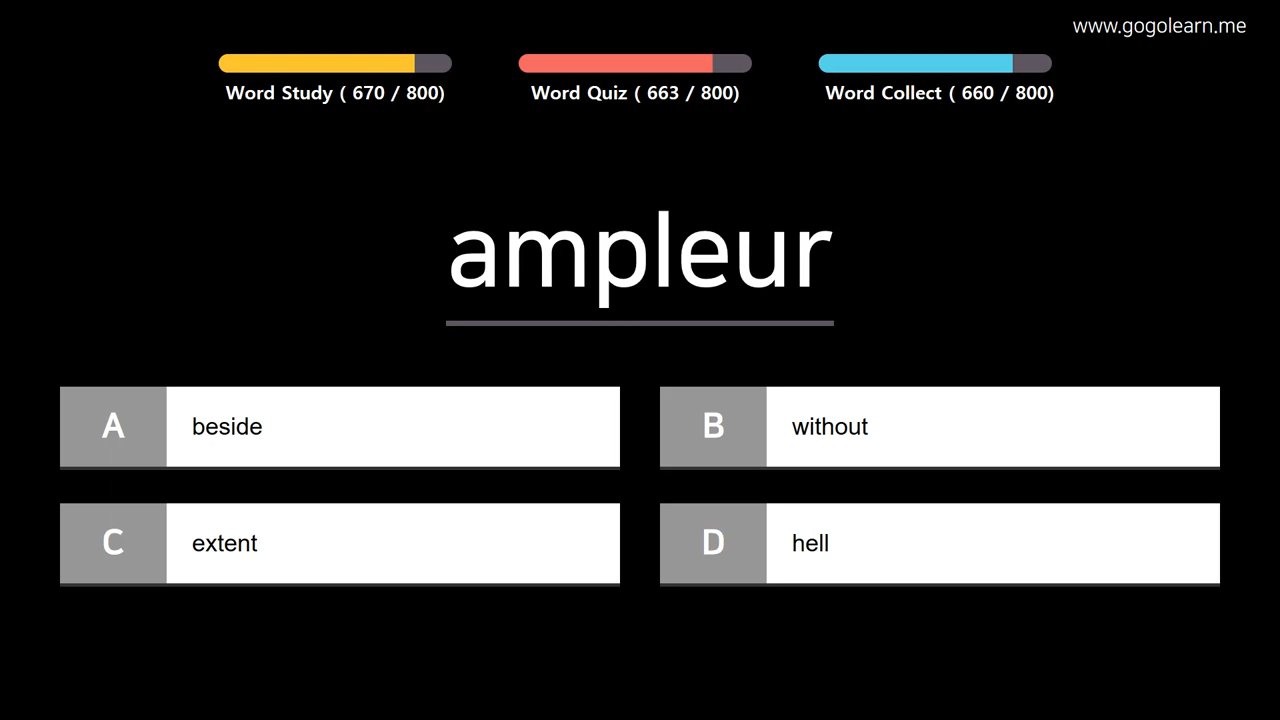 www.gogolearn.me
Word Study ( 670 / 800)
Word Quiz ( 663 / 800)
Word Collect ( 660 / 800)
ampleur
A beside
B without
C extent
D hell